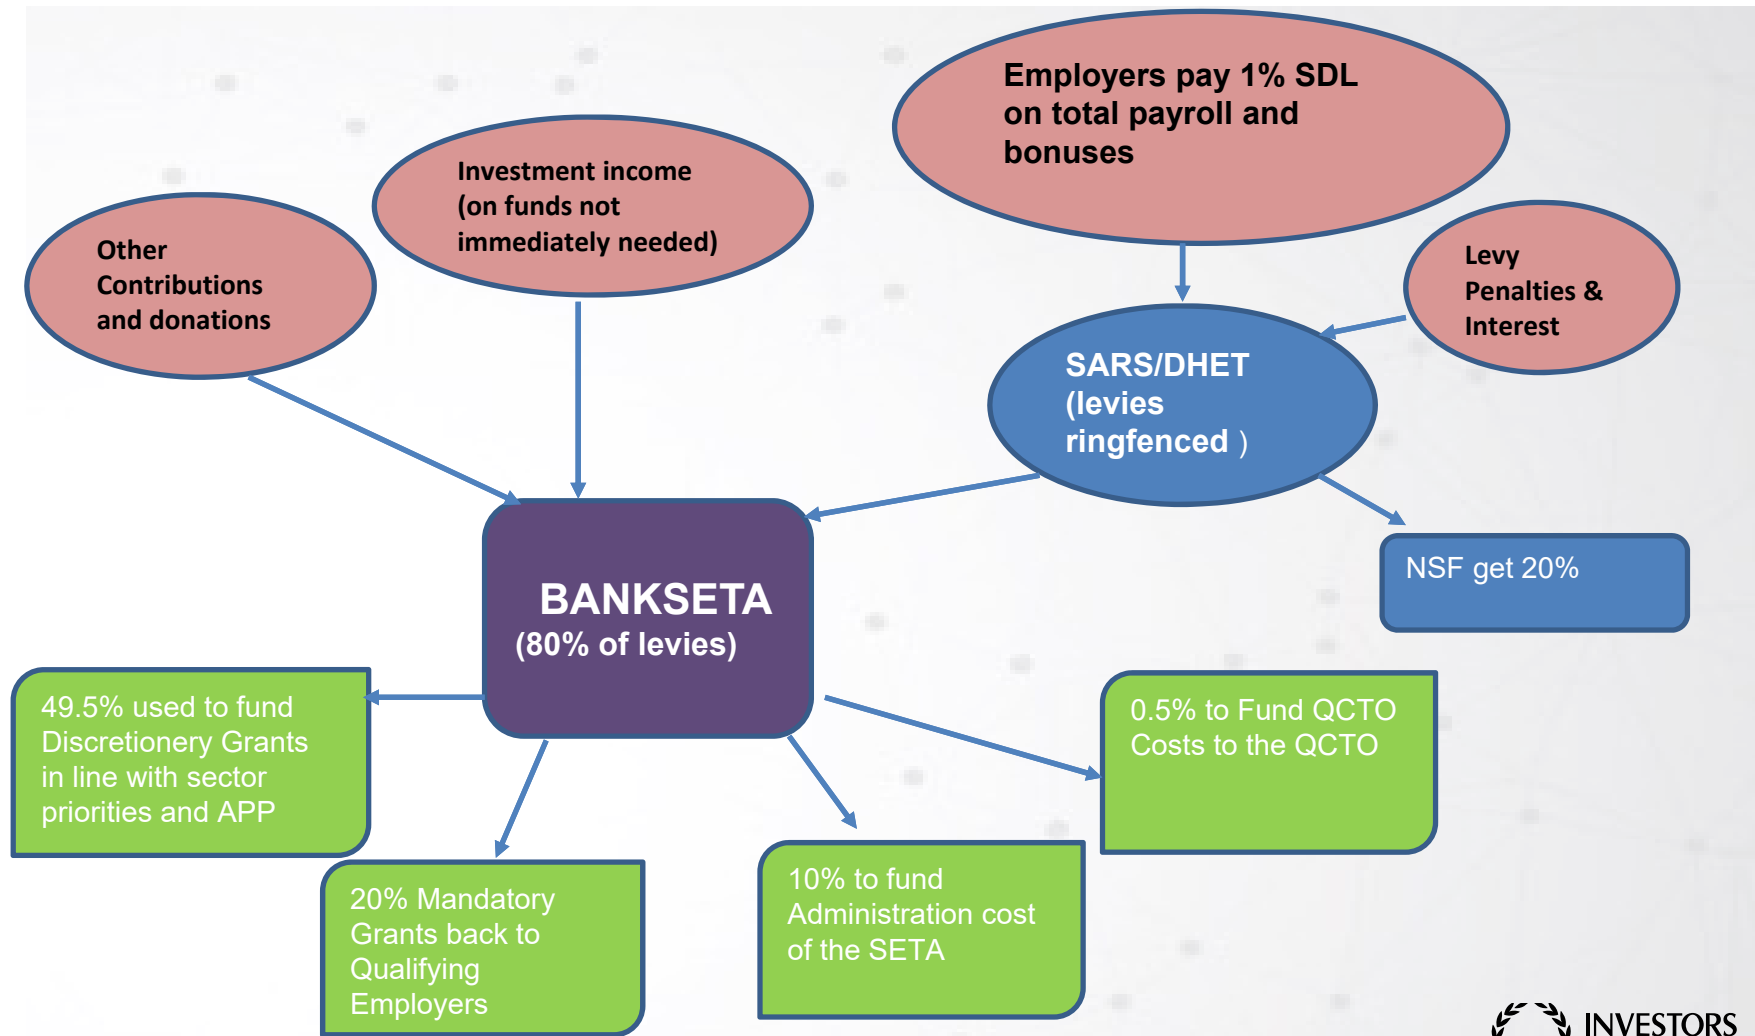 Employers pay 1% SDL
on total payroll and
bonuses
Investment income
(on funds not
immediately needed)
Other
Contributions
and donations
Levy
Penalties &
Interest
SARS/DHET
(levies
ringfenced )
NSF get 20%
BANKSETA
(80% of levies)
49.5% used to fund
Discretionery Grants
in line with sector
priorities and APP
0.5% to Fund QCTO
Costs to the QCTO
20% Mandatory
Grants back to
Qualifying
Employers
10% to fund
Administration cost
of the SETA
INVESTORS